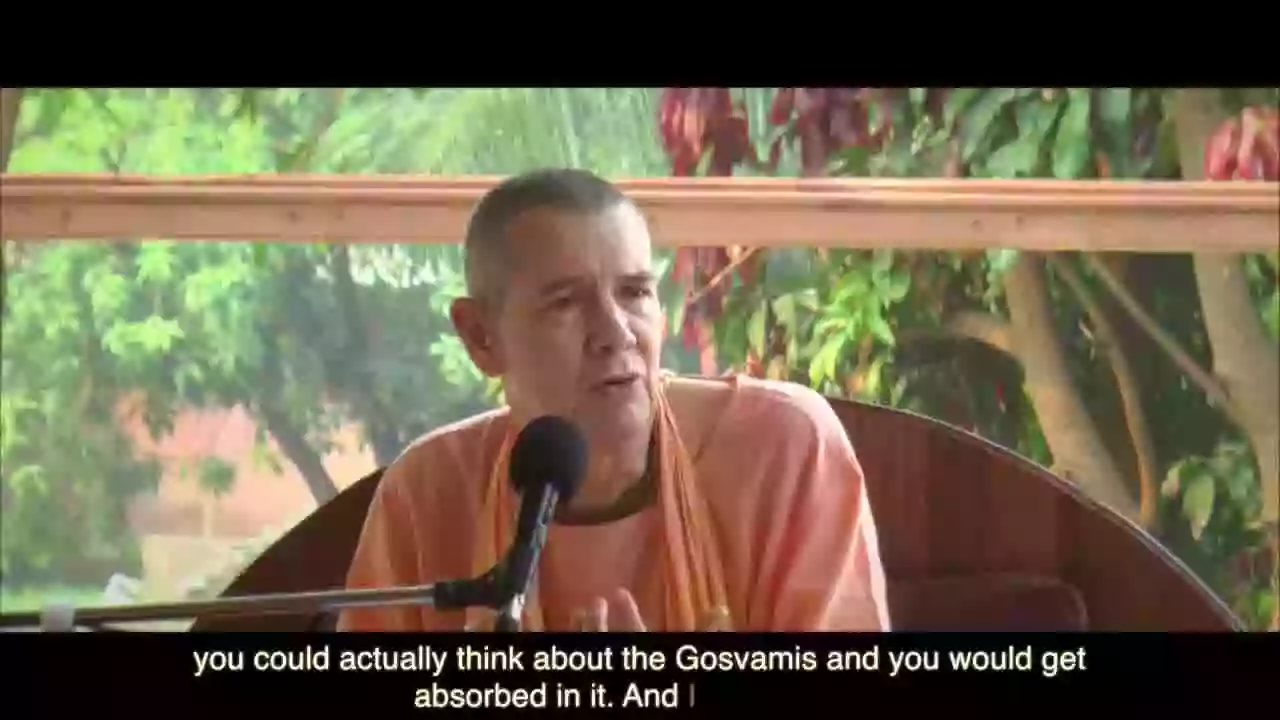 you could actually think about the Gosvamis and you would get
absorbed in it. And I